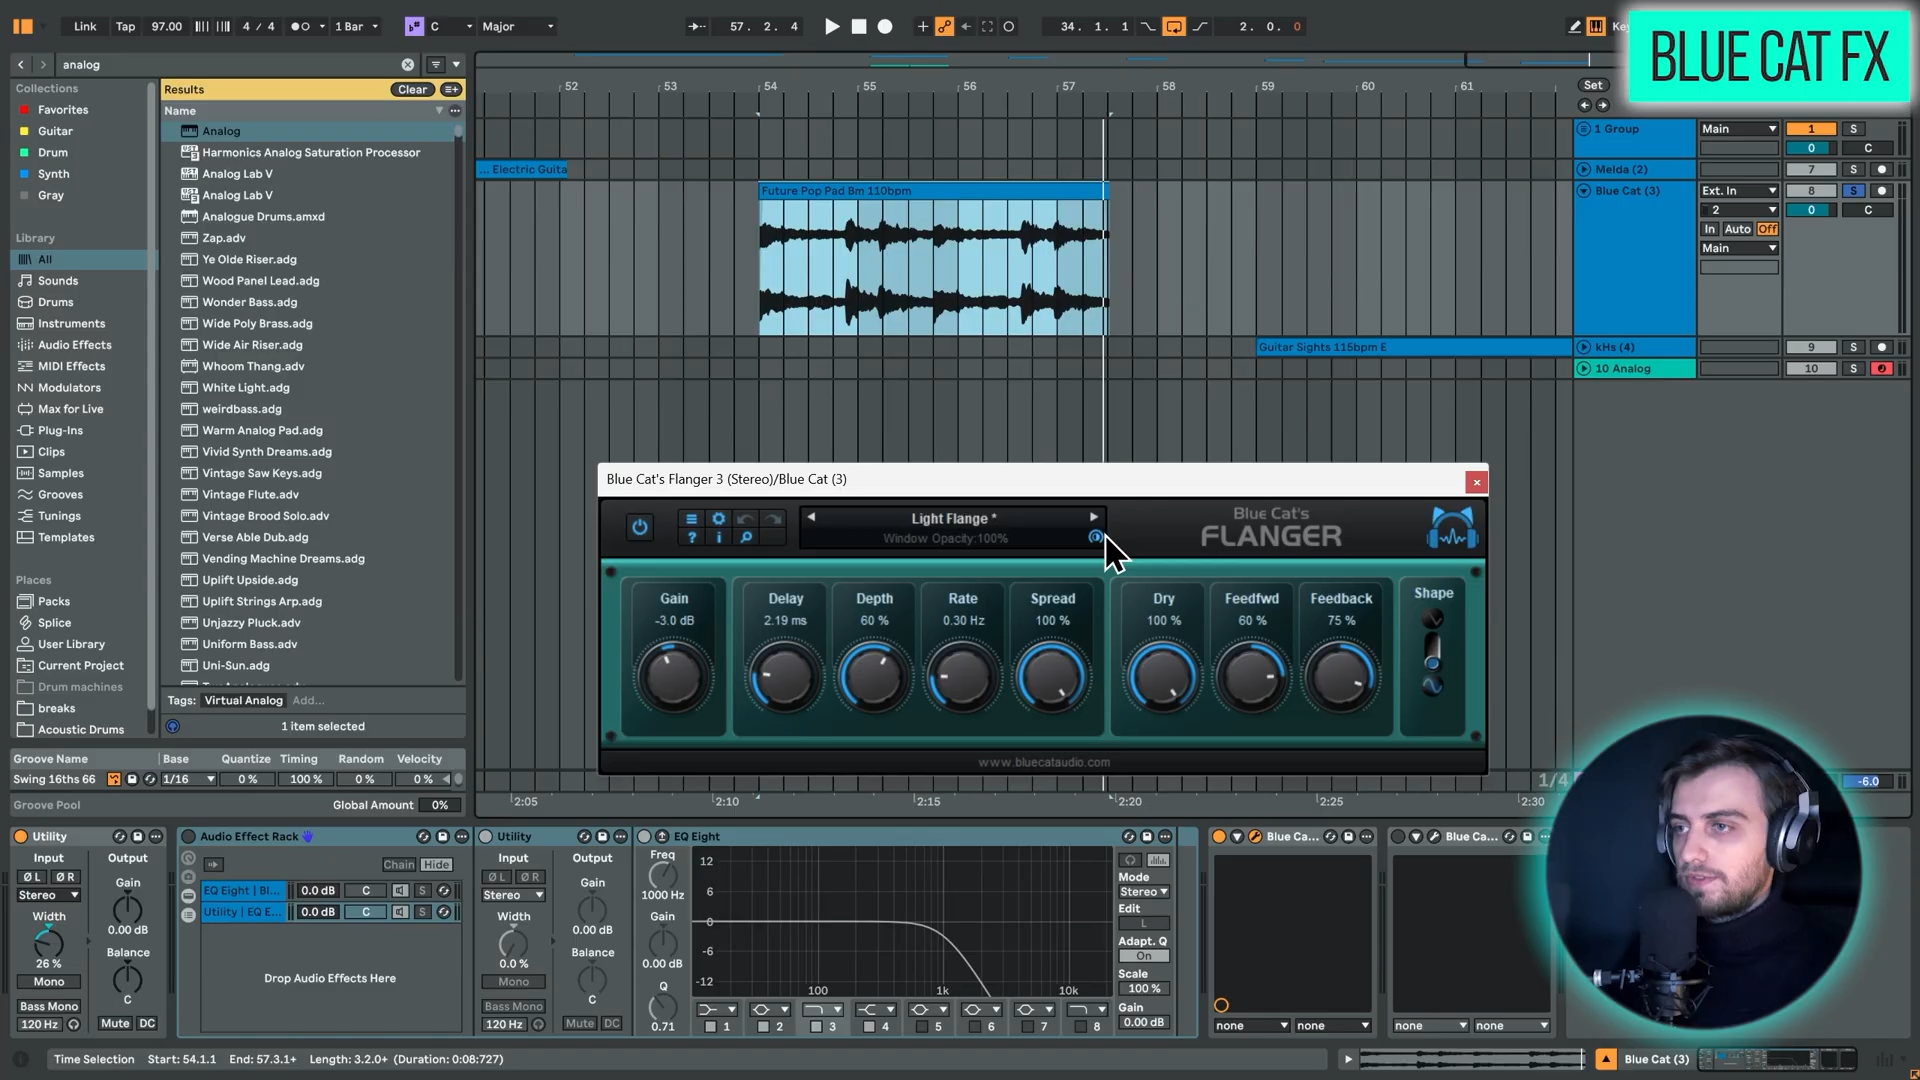 Link Tap 97.00 4 / 4 1 Bar C Major 57. 2. 4 34. 1. 1 2. 0. 0
BLUE CAT FX
analog
Collections
Favorites
Guitar
Drum
Synth
Gray
Library
All
Sounds
Drums
Instruments
Audio Effects
MIDI Effects
Modulators
Max for Live
Plug-Ins
Clips
Samples
Grooves
Tunings
Templates
Places
Packs
Splice
User Library
Current Project
Drum machines
breaks
Acoustic Drums
Results Clear
Name
Analog
Harmonics Analog Saturation Processor
Analog Lab V
Analog Lab V
Analogue Drums.amxd
Zap.adv
Ye Olde Riser.adg
Wood Panel Lead.adg
Wonder Bass.adg
Wide Poly Brass.adg
Wide Air Riser.adg
Whoom Thang.adv
White Light.adg
weirdbass.adg
Warm Analog Pad.adg
Vivid Synth Dreams.adg
Vintage Saw Keys.adg
Vintage Flute.adv
Vintage Brood Solo.adv
Verse Able Dub.adg
Vending Machine Dreams.adg
Uplift Upside.adg
Uplift Strings Arp.adg
Unjazzy Pluck.adv
Uniform Bass.adv
Uni-Sun.adg
Tags: Virtual Analog Add...
1 item selected
Groove Name Base Quantize Timing Random Velocity
Swing 16ths 66 1/16 0 % 100 % 0 % 0 %
Groove Pool Global Amount 0%
52 53 54 55 56 57 58 59 60 61
Set
... Electric Guita
Future Pop Pad Bm 110bpm
Guitar Sights 115bpm E
1 Group Main 1 S
0 C
Melda (2) 7 S
Blue Cat (3) Ext. In 8 S
2 0 C
In Auto Off
Main
kHs (4) 9 S
10 Analog 10 S
Blue Cat's Flanger 3 (Stereo)/Blue Cat (3)
Light Flange *
Window Opacity:100%
? i
Blue Cat's
FLANGER
Gain
-3.0 dB
Delay
2.19 ms
Depth
60 %
Rate
0.30 Hz
Spread
100 %
Dry
100 %
Feedfwd
60 %
Feedback
75 %
Shape
www.bluecataudio.com
1/4 -6.0
2:05 2:10 2:15 2:20 2:25 2:30
Utility
Input Output
Ø L Ø R Gain
Stereo
Width 0.00 dB
Balance
26 %
Mono C
Bass Mono
120 Hz Mute DC
Audio Effect Rack
Chain Hide
EQ Eight | Bl... 0.0 dB C S
Utility | EQ E... 0.0 dB C S
Drop Audio Effects Here
Utility
Input Output
Ø L Ø R Gain
Stereo
Width 0.00 dB
Balance
0.0 %
Mono C
Bass Mono
120 Hz Mute DC
EQ Eight
Freq
1000 Hz
Gain
0.00 dB
Q
0.71
12
6
0
-6
-12
100 1k 10k
1 2 3 4 5 6 7 8
Mode
Stereo
Edit
L
Adapt. Q
On
Scale
100 %
Gain
0.00 dB
Blue Ca...
none none
Blue Ca...
none none
Time Selection Start: 54.1.1 End: 57.3.1+ Length: 3.2.0+ (Duration: 0:08:727)
Blue Cat (3)